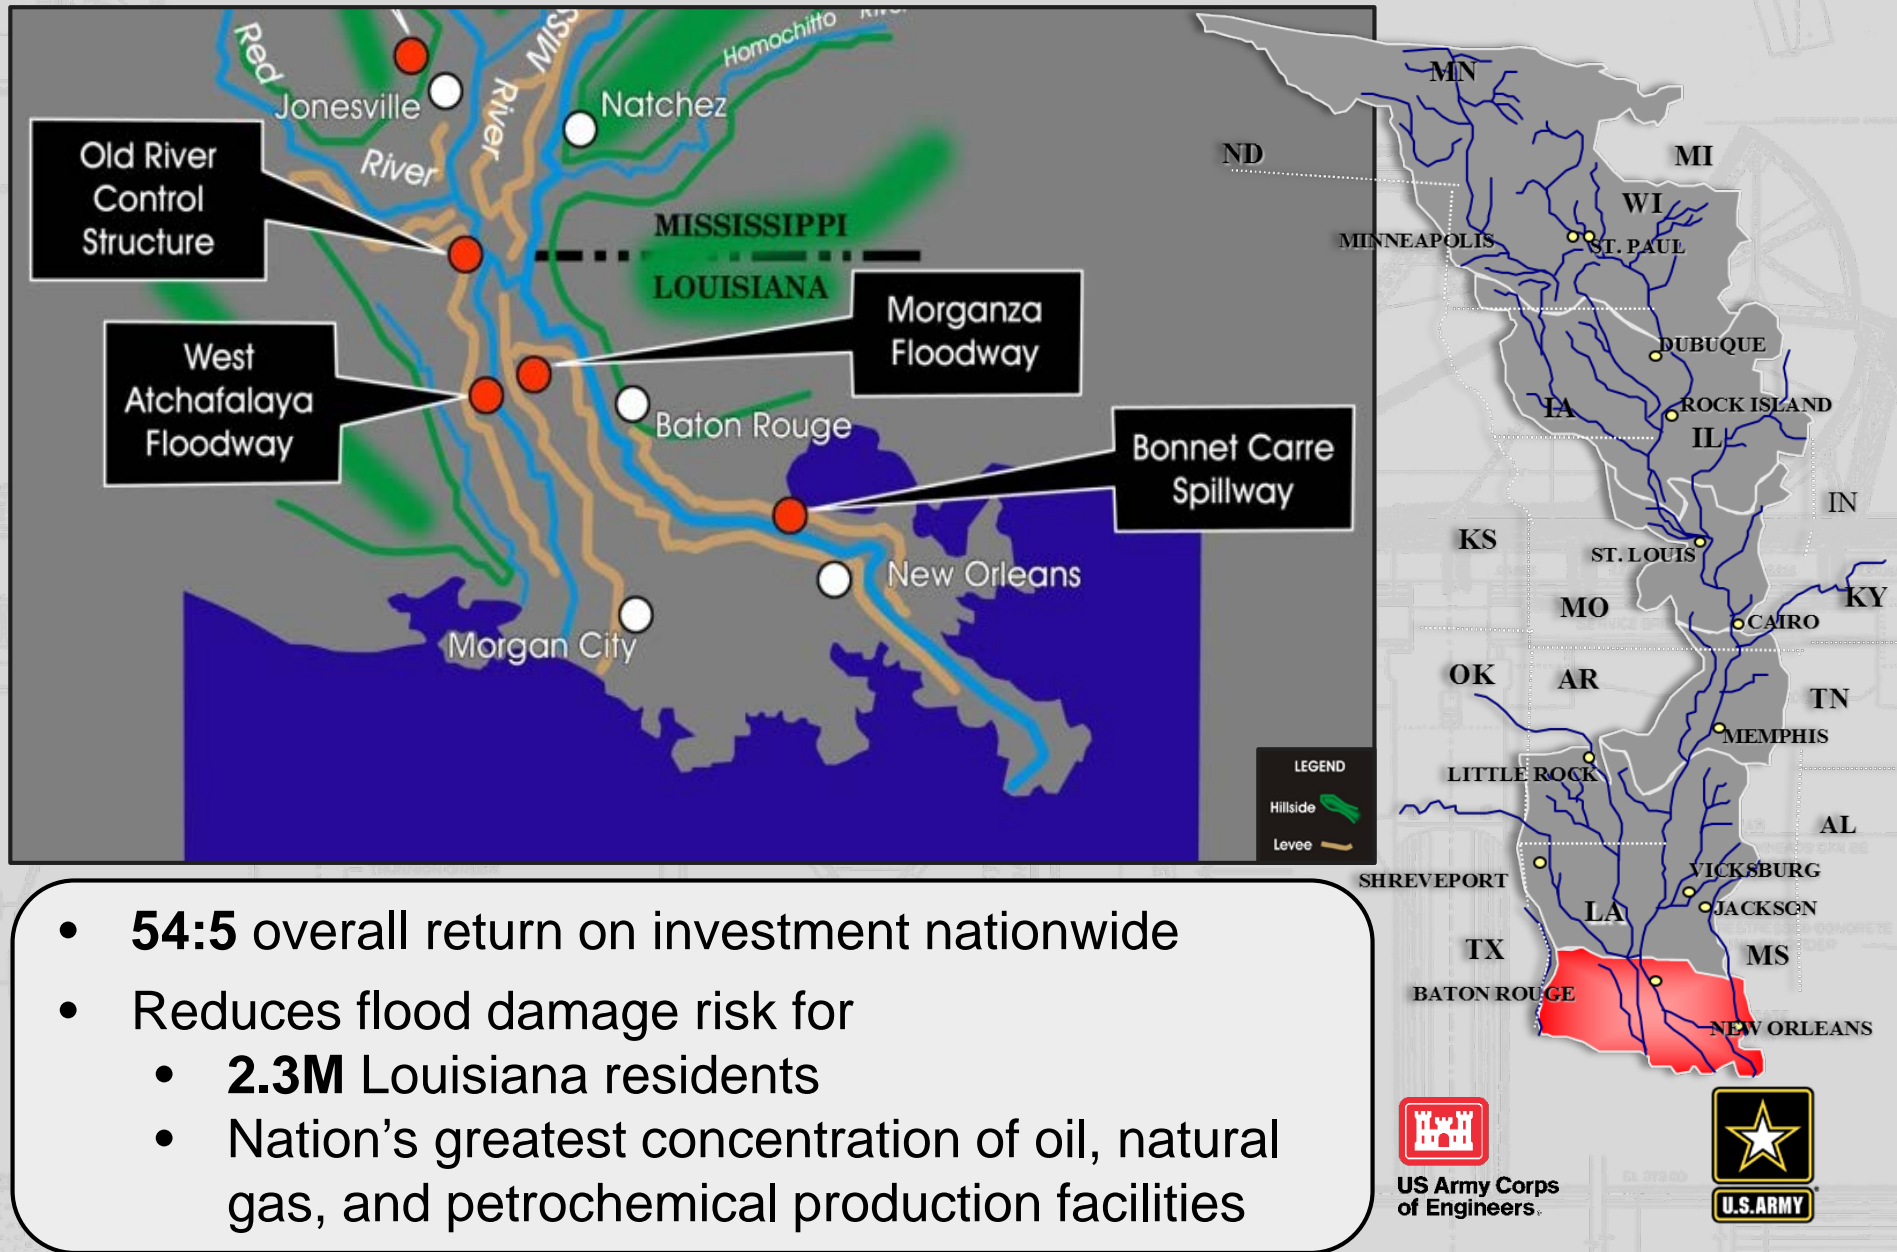 Red
River
MISS
River
Homochitto River
Jonesville
Natchez
Old River
Control
Structure
MISSISSIPPI
LOUISIANA
Morganza
Floodway
West
Atchafalaya
Floodway
Baton Rouge
Bonnet Carre
Spillway
New Orleans
Morgan City
LEGEND
Hillside
Levee
• 54:5 overall return on investment nationwide
• Reduces flood damage risk for
• 2.3M Louisiana residents
• Nation’s greatest concentration of oil, natural
gas, and petrochemical production facilities
MN
ND
MI
WI
MINNEAPOLIS
ST. PAUL
DUBUQUE
IA
ROCK ISLAND
IL
IN
KS
ST. LOUIS
MO
KY
CAIRO
OK
AR
TN
MEMPHIS
LITTLE ROCK
AL
SHREVEPORT
VICKSBURG
LA
JACKSON
TX
MS
BATON ROUGE
NEW ORLEANS
US Army Corps
of Engineers
U.S.ARMY